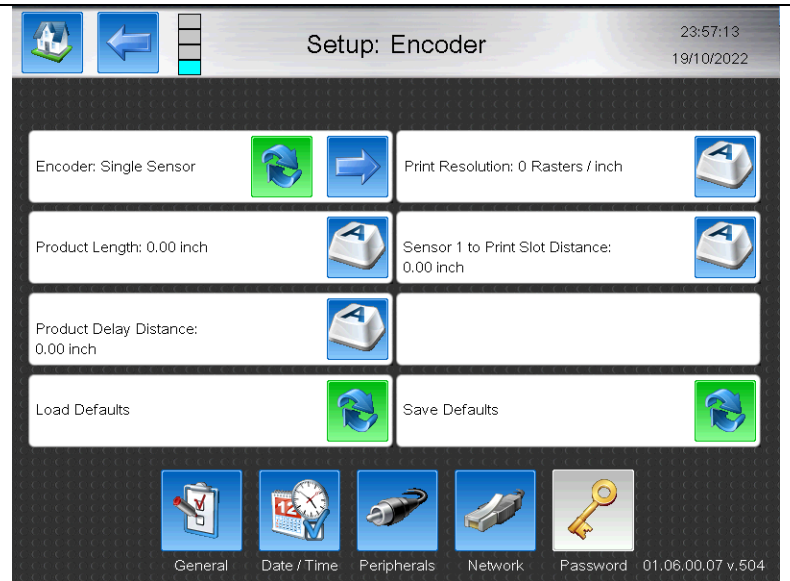 Setup: Encoder
23:57:13
19/10/2022
Encoder: Single Sensor
Print Resolution: 0 Rasters / inch
A
Product Length: 0.00 inch
A
Sensor 1 to Print Slot Distance:
0.00 inch
A
Product Delay Distance:
0.00 inch
A
Load Defaults
Save Defaults
12
General
Date / Time
Peripherals
Network
Password
01.06.00.07 v.504